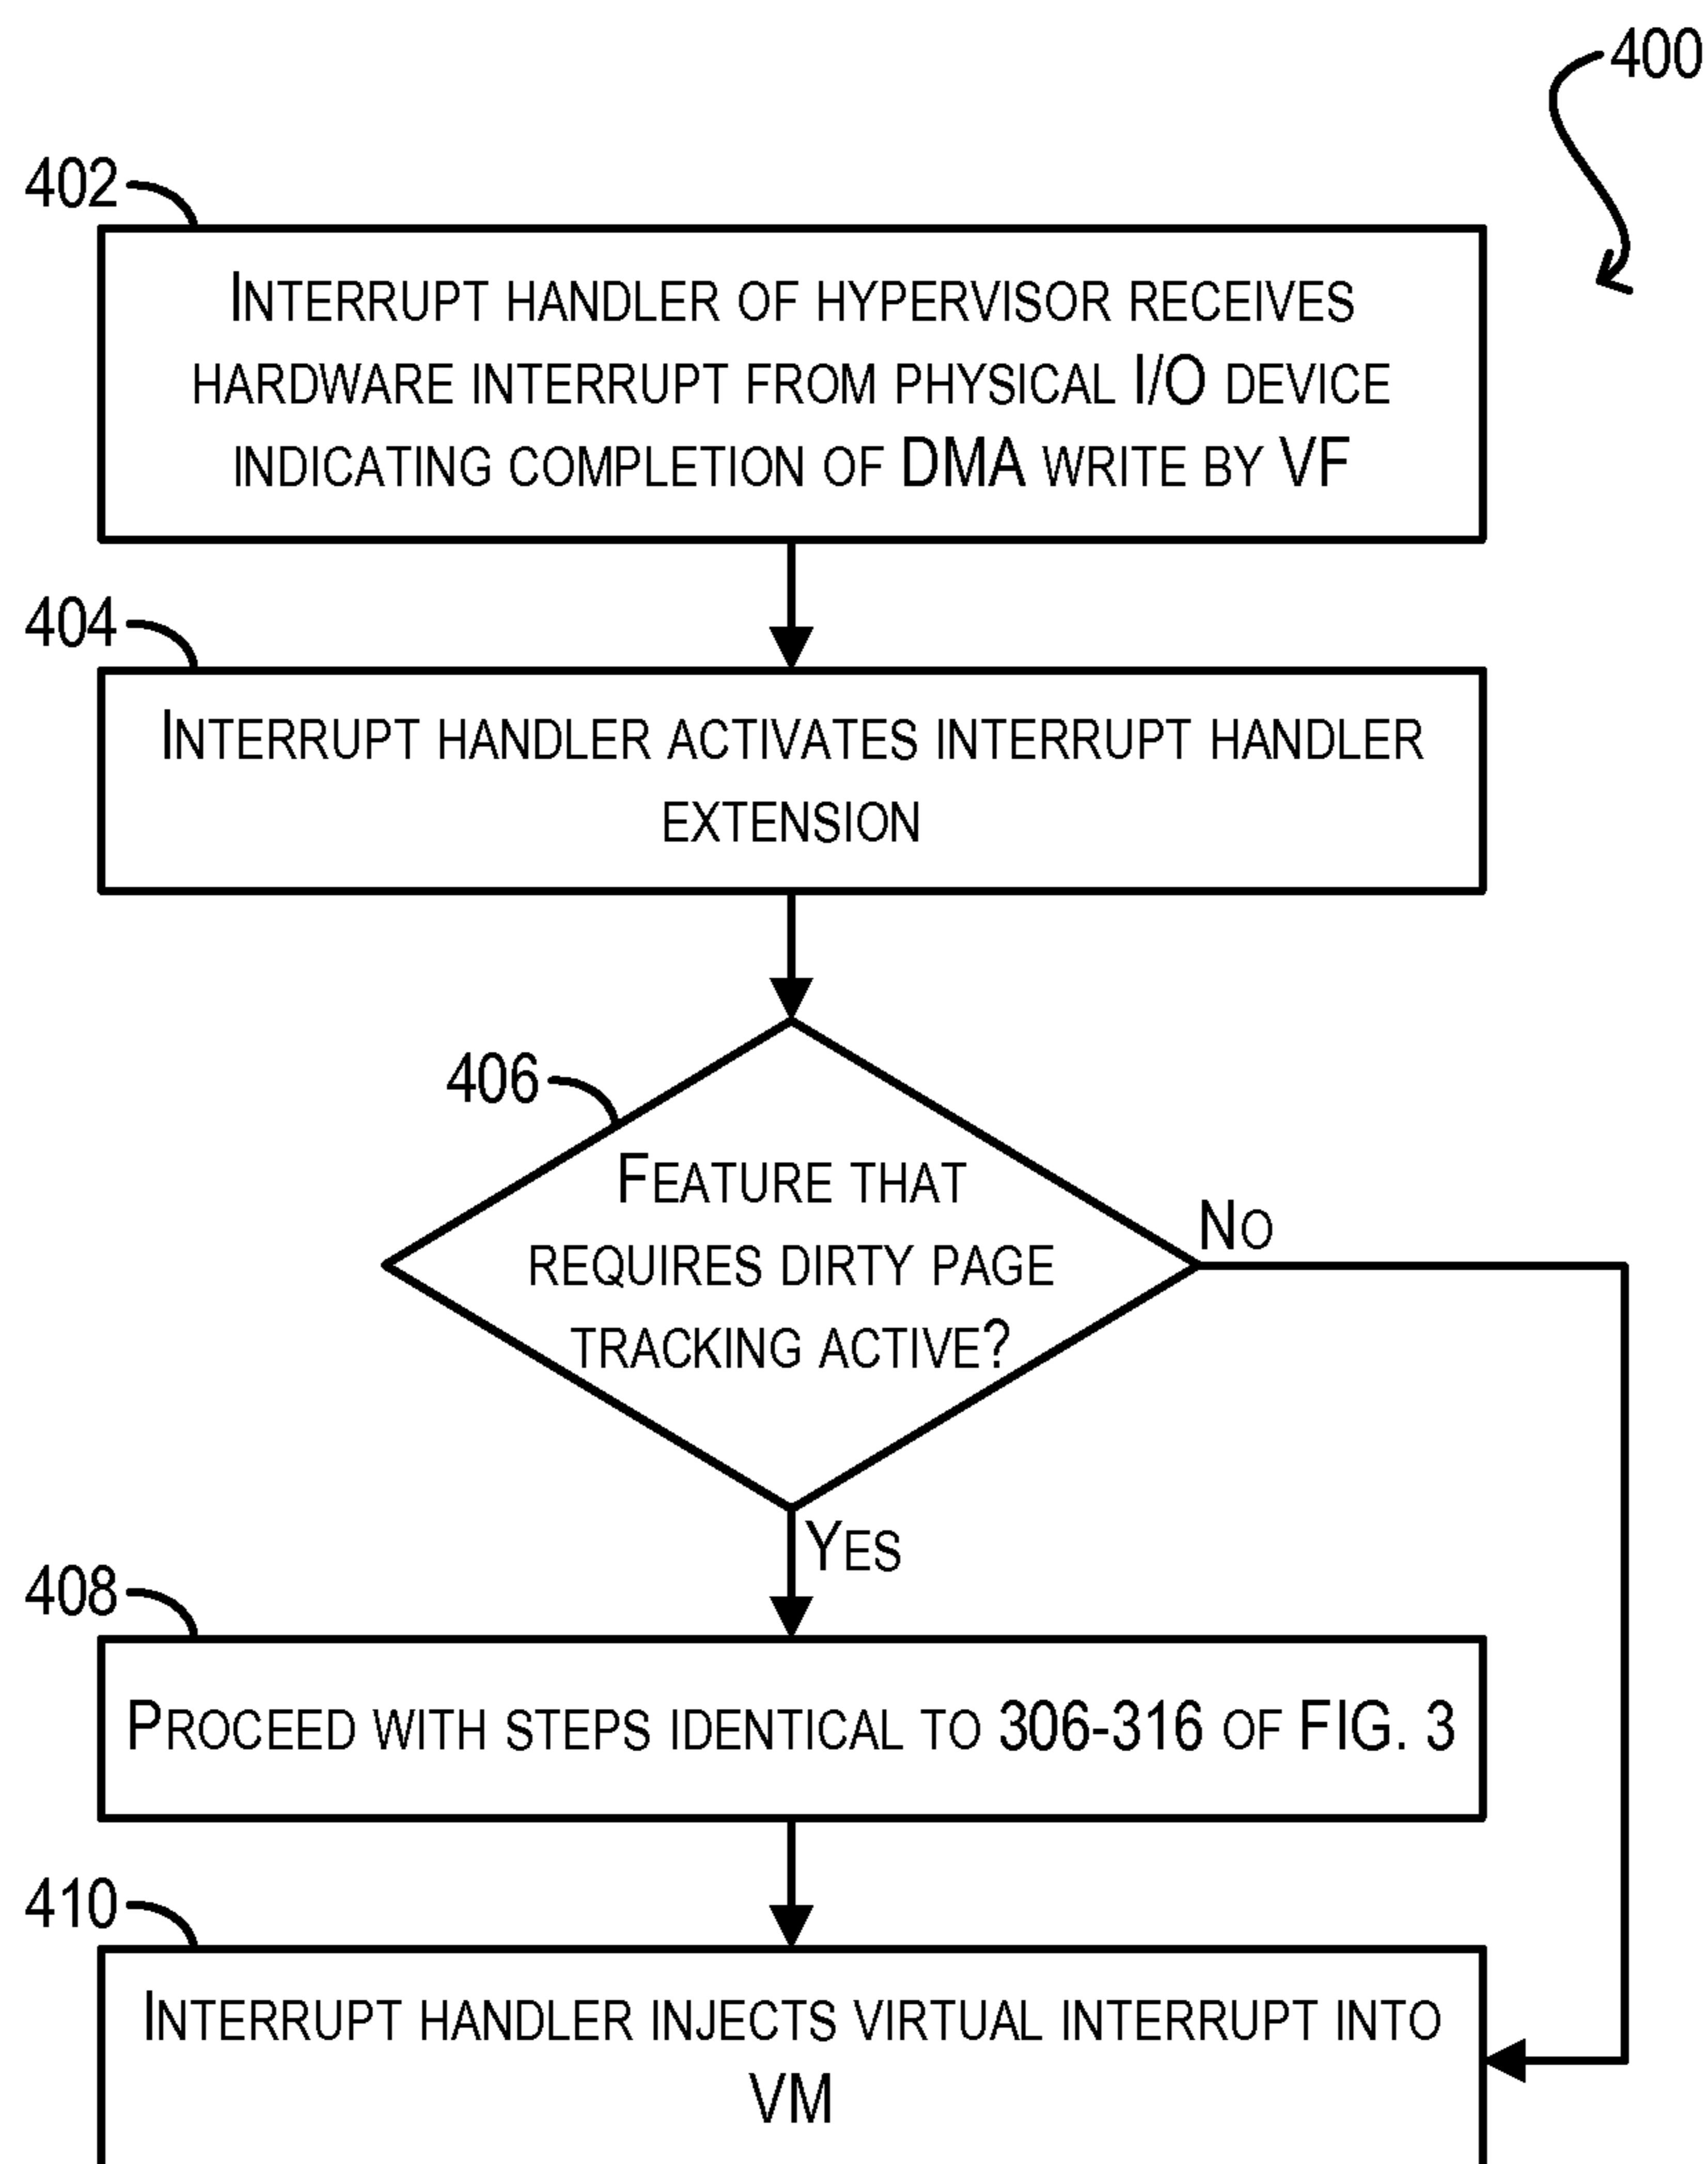 400
402
Interrupt handler of hypervisor receives
hardware interrupt from physical I/O device
indicating completion of DMA write by VF
404
Interrupt handler activates interrupt handler
extension
406
Feature that
requires dirty page
tracking active?
No
Yes
408
Proceed with steps identical to 306-316 of FIG. 3
410
Interrupt handler injects virtual interrupt into
VM